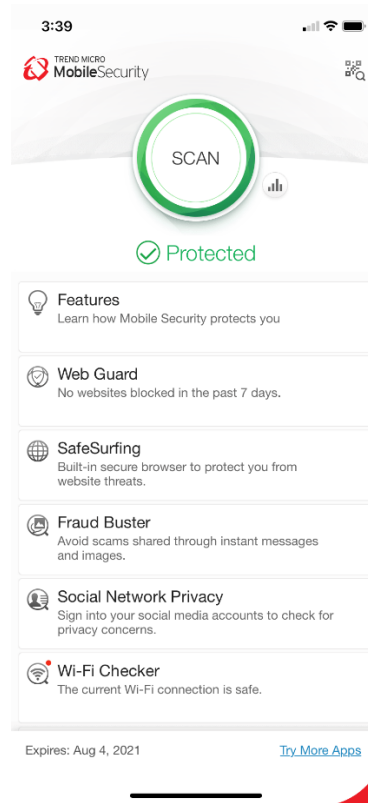 3:39
TREND MICRO
MobileSecurity
SCAN
Protected
Features
Learn how Mobile Security protects you
Web Guard
No websites blocked in the past 7 days.
SafeSurfing
Built-in secure browser to protect you from
website threats.
Fraud Buster
Avoid scams shared through instant messages
and images.
Social Network Privacy
Sign into your social media accounts to check for
privacy concerns.
Wi-Fi Checker
The current Wi-Fi connection is safe.
Expires: Aug 4, 2021
Try More Apps